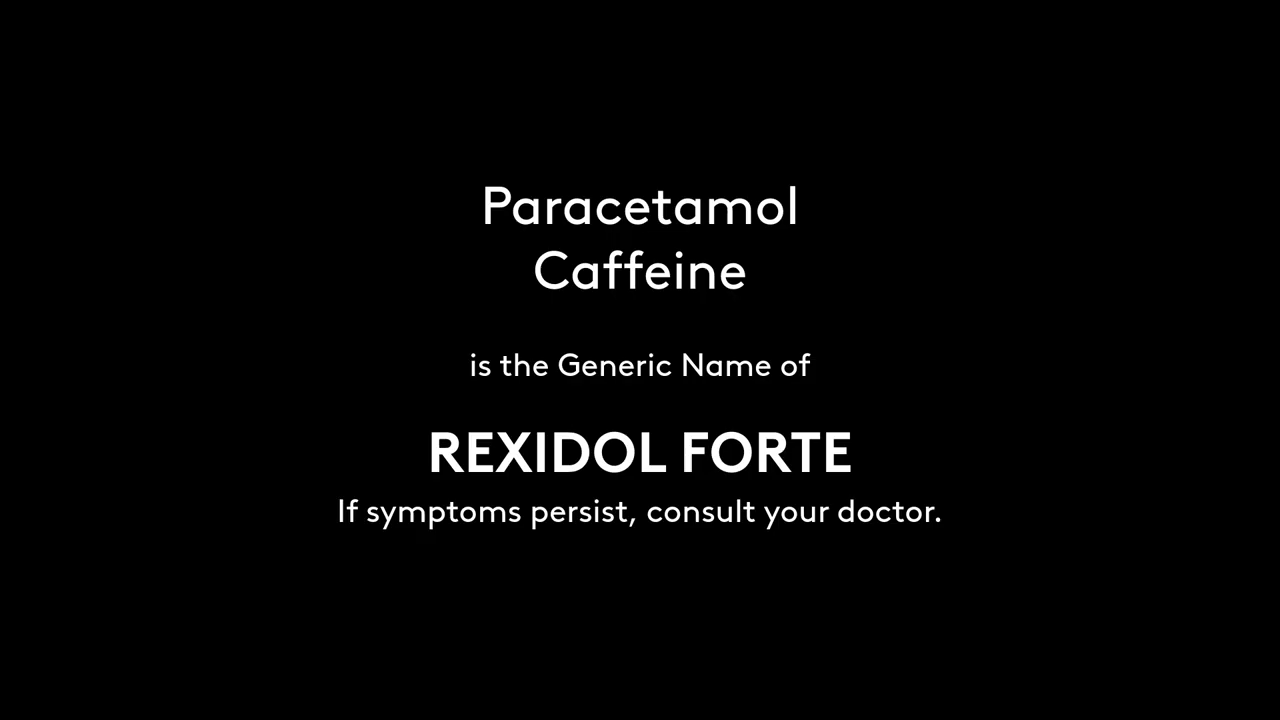 Paracetamol
Caffeine
is the Generic Name of
REXIDOL FORTE
If symptoms persist, consult your doctor.